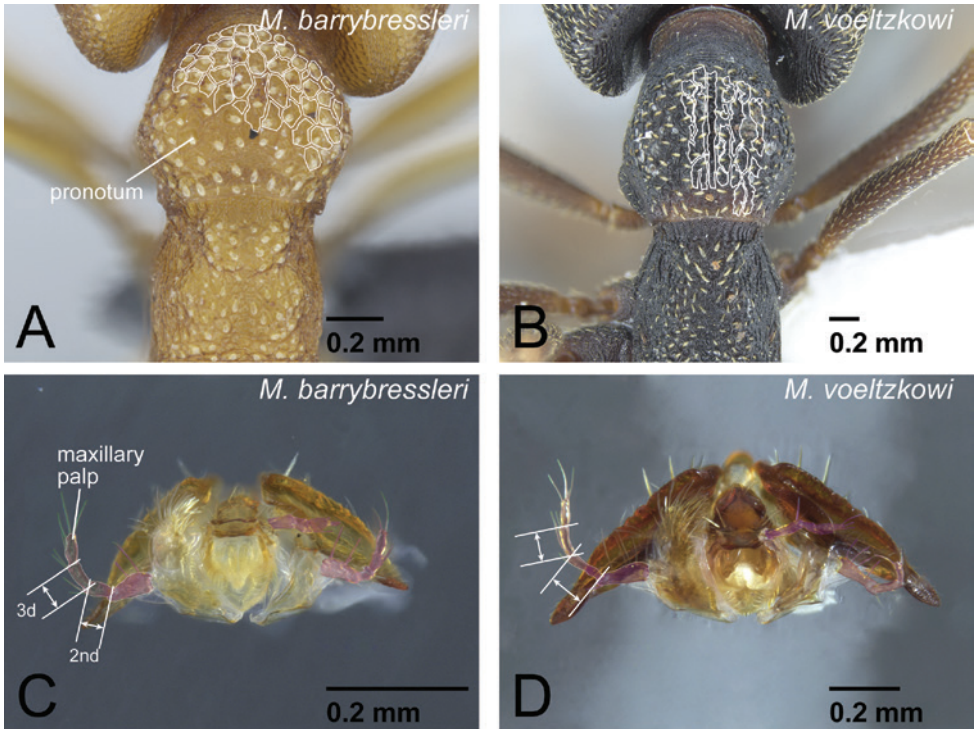 M. barrybressleri
pronotum
A
0.2 mm
M. voeltzkowi
B
0.2 mm
M. barrybressleri
maxillary
palp
3d
2nd
C
0.2 mm
M. voeltzkowi
D
0.2 mm